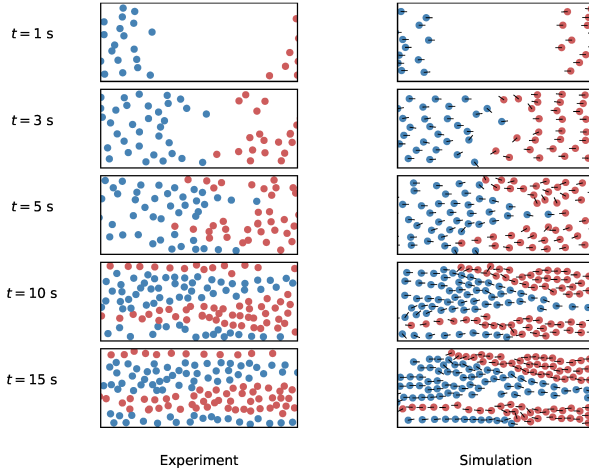 t = 1 s
t = 3 s
t = 5 s
t = 10 s
t = 15 s
Experiment Simulation